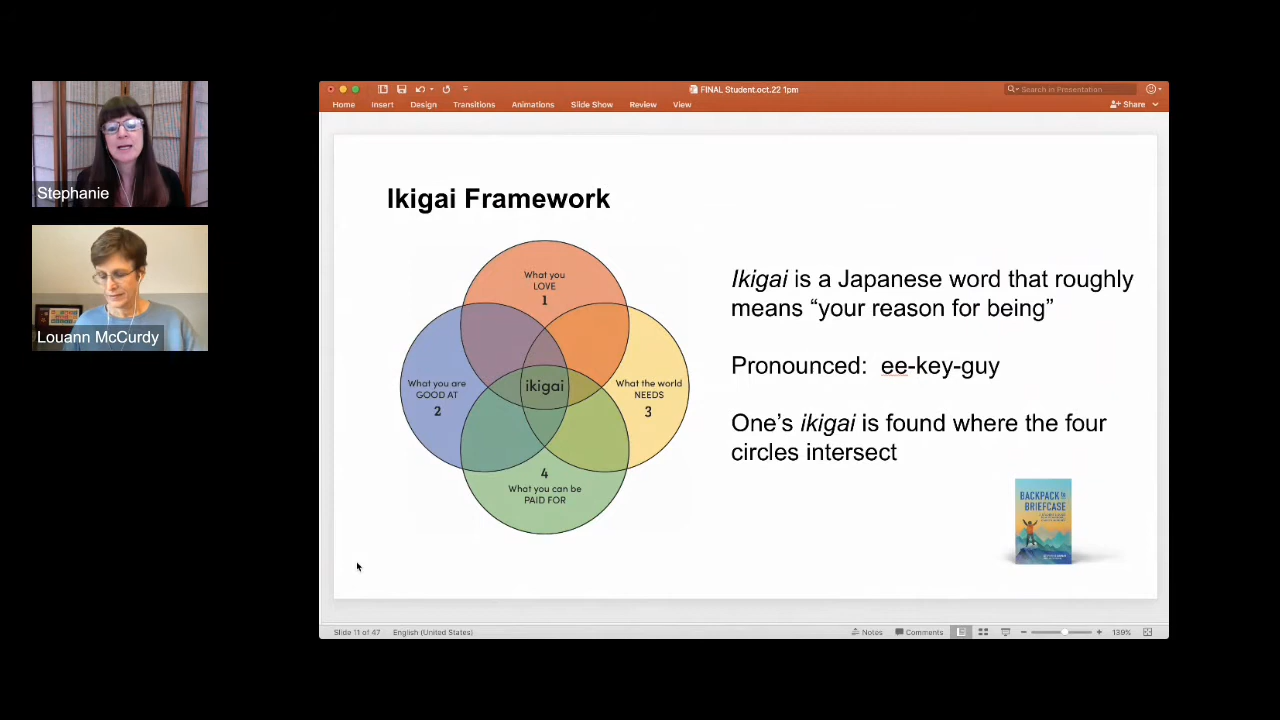 Stephanie
Louann McCurdy
FINAL Student.oct.22 1pm
Search in Presentation
Home Insert Design Transitions Animations Slide Show Review View
Share
Ikigai Framework
What you
LOVE
1
What you are
GOOD AT
2
ikigai
What the world
NEEDS
3
4
What you can be
PAID FOR
Ikigai is a Japanese word that roughly
means “your reason for being”
Pronounced: ee-key-guy
One’s ikigai is found where the four
circles intersect
BACKPACK to
BRIEFCASE
Slide 11 of 47 English (United States)
Notes Comments 139%